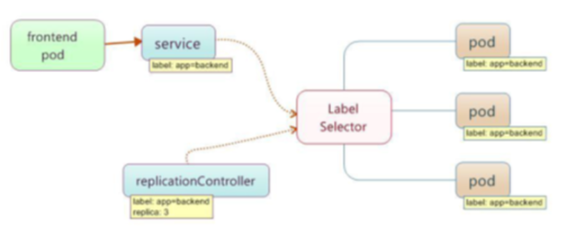 frontend
pod
service
label: app=backend
replicationController
label: app=backend
replica: 3
Label
Selector
pod
label: app=backend
pod
label: app=backend
pod
label: app=backend